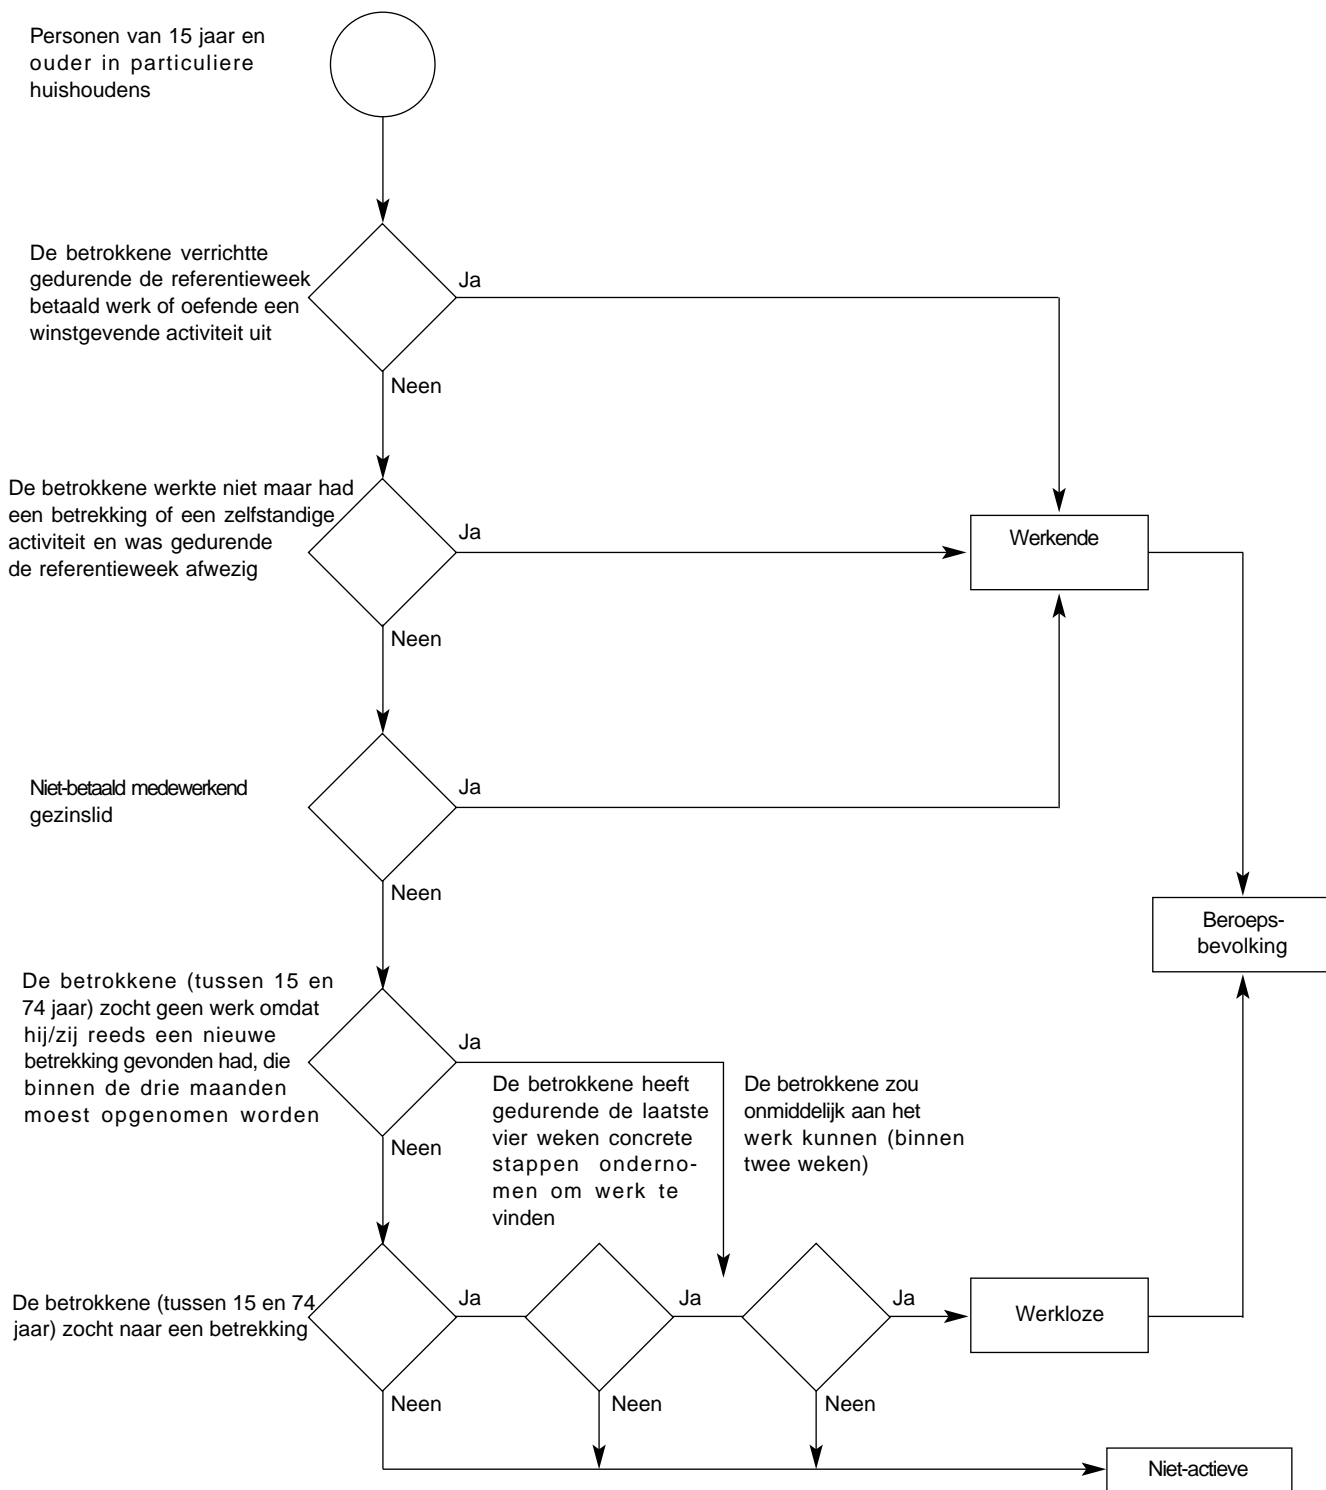 Personen van 15 jaar en
ouder in particuliere
huishoudens
De betrokkene verrichtte
gedurende de referentieweek
betaald werk of oefende een
winstgevende activiteit uit
Ja
Neen
De betrokkene werkte niet maar had
een betrekking of een zelfstandige
activiteit en was gedurende
de referentieweek afwezig
Ja
Werkende
Neen
Niet-betaald medewerkend
gezinslid
Ja
Neen
Beroeps-
bevolking
De betrokkene (tussen 15 en
74 jaar) zocht geen werk omdat
hij/zij reeds een nieuwe
betrekking gevonden had, die
binnen de drie maanden
moest opgenomen worden
Ja
Neen
De betrokkene heeft
gedurende de laatste
vier weken concrete
stappen onderno-
men om werk te
vinden
De betrokkene zou
onmiddelijk aan het
werk kunnen (binnen
twee weken)
De betrokkene (tussen 15 en 74
jaar) zocht naar een betrekking
Ja
Ja
Ja
Werkloze
Neen
Neen
Neen
Niet-actieve